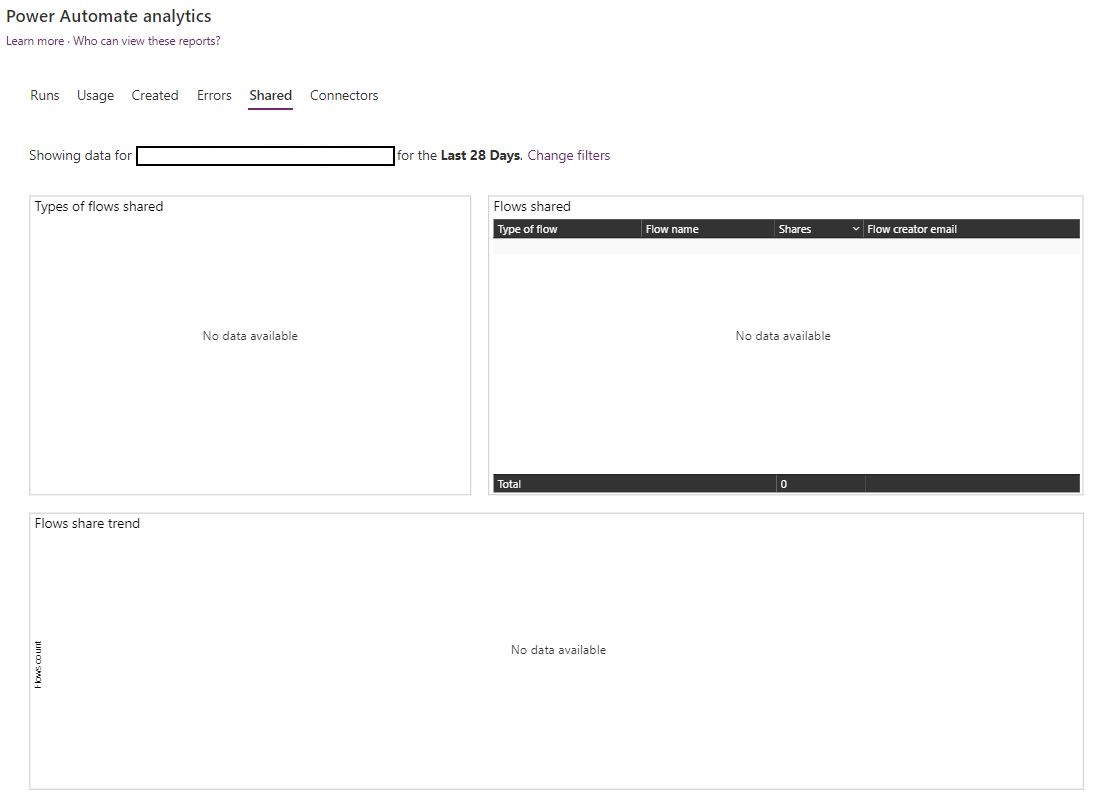 Power Automate analytics
Learn more · Who can view these reports?
Runs Usage Created Errors Shared Connectors
Showing data for for the Last 28 Days. Change filters
Types of flows shared
No data available
Flows shared
Type of flow Flow name Shares Flow creator email
No data available
Total 0
Flows share trend
Flows count
No data available